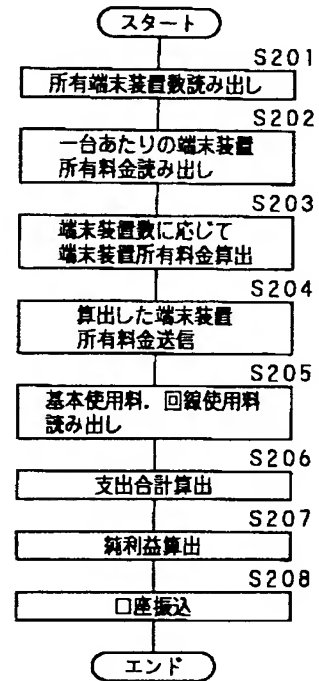 スタート
S201
所有端末装置数読み出し
S202
一台あたりの端末装置
所有料金読み出し
S203
端末装置数に応じて
端末装置所有料金算出
S204
算出した端末装置
所有料金送信
S205
基本使用料．回線使用料
読み出し
S206
支出合計算出
S207
純利益算出
S208
口座振込
エンド